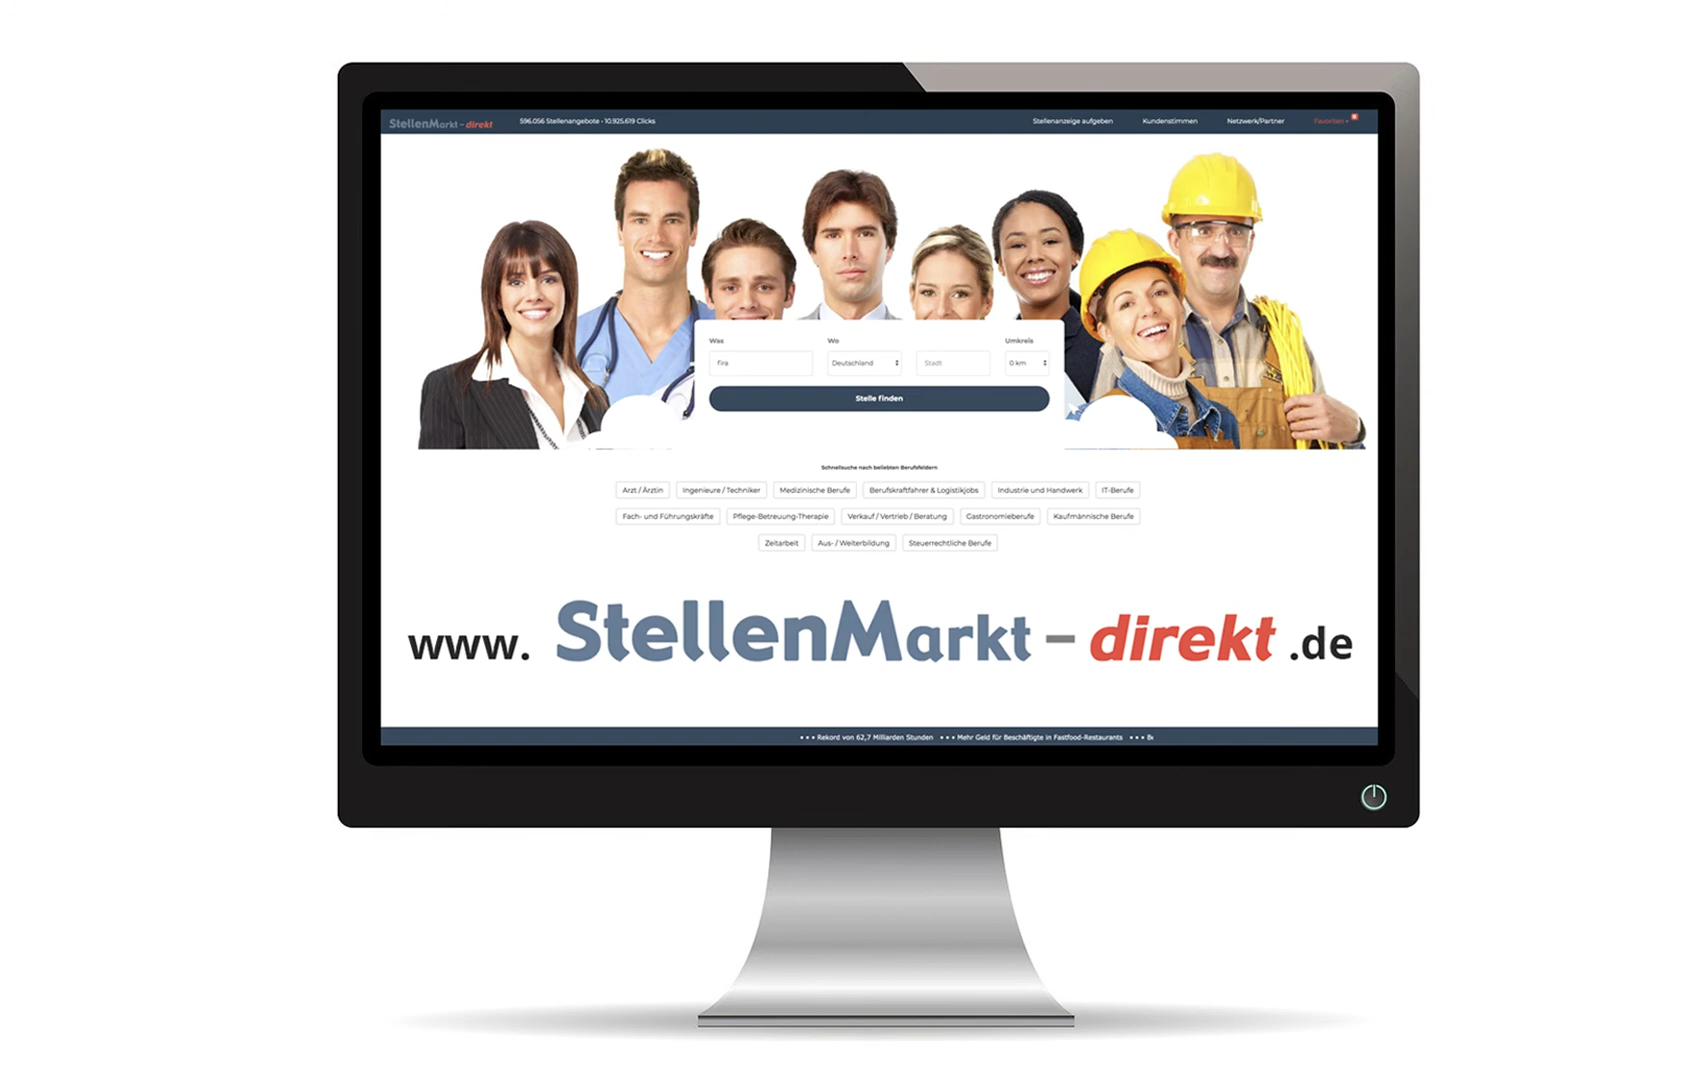 StellenMarkt - direkt 596.056 Stellenangebote - 10.925.619 Clicks Stellenanzeige aufgeben Kundenstimmen Netzwerk/Partner Favoriten
Was Wo Umkreis
fira Deutschland Stadt 0 km
Stelle finden
Schnellsuche nach beliebten Berufsfeldern
Arzt / Ärztin Ingenieure / Techniker Medizinische Berufe Berufskraftfahrer & Logistikjobs Industrie und Handwerk IT-Berufe
Fach- und Führungskräfte Pflege-Betreuung-Therapie Verkauf / Vertrieb / Beratung Gastronomieberufe Kaufmännische Berufe
Zeitarbeit Aus- / Weiterbildung Steuerrechtliche Berufe
www. StellenMarkt - direkt .de
• • • Rekord von 62,7 Milliarden Stunden • • • Mehr Geld für Beschäftigte in Fastfood-Restaurants • • •